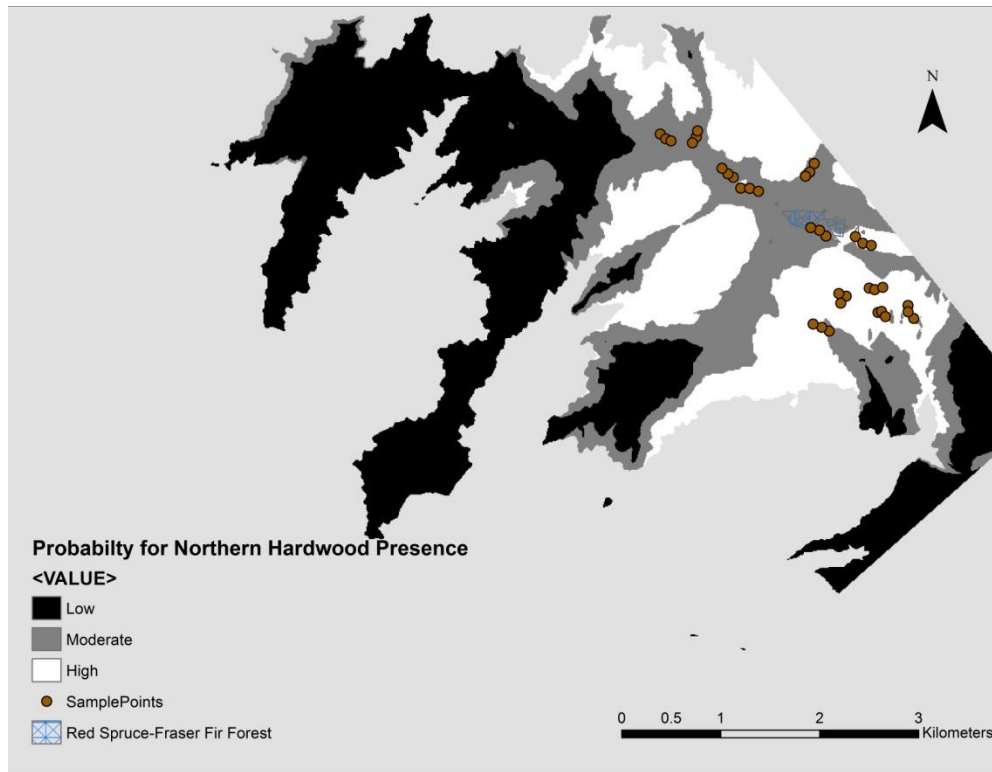 N
Probabilty for Northern Hardwood Presence
<VALUE>
Low
Moderate
High
SamplePoints
Red Spruce-Fraser Fir Forest
0 0.5 1 2 3
Kilometers